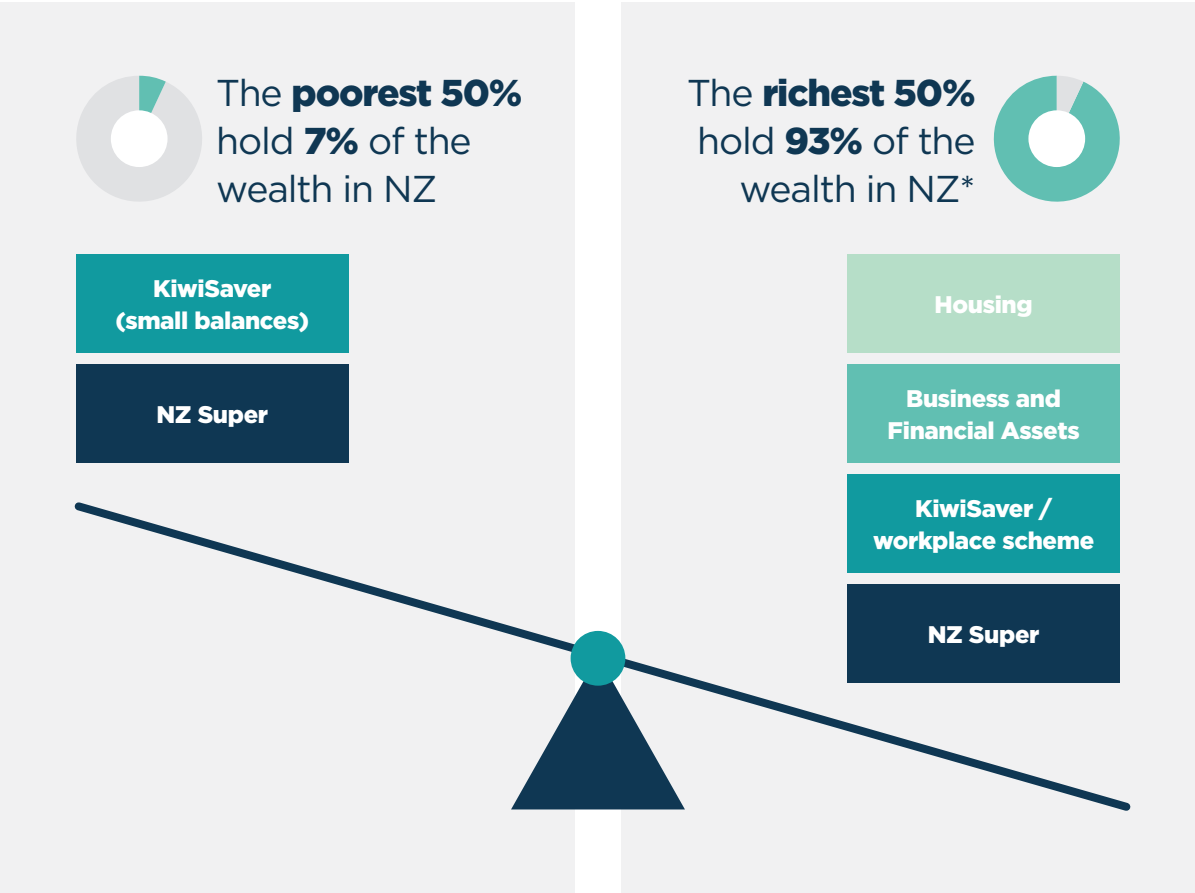 The poorest 50%
hold 7% of the
wealth in NZ
KiwiSaver
(small balances)
NZ Super
The richest 50%
hold 93% of the
wealth in NZ*
Housing
Business and
Financial Assets
KiwiSaver /
workplace scheme
NZ Super